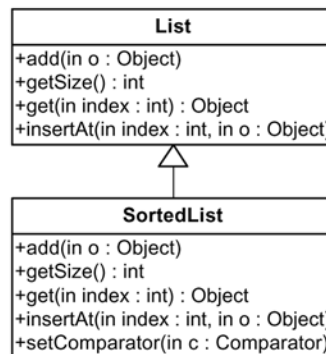 List
+add(in o : Object)
+getSize() : int
+get(in index : int) : Object
+insertAt(in index : int, in o : Object)
SortedList
+add(in o : Object)
+getSize() : int
+get(in index : int) : Object
+insertAt(in index : int, in o : Object)
+setComparator(in c : Comparator)